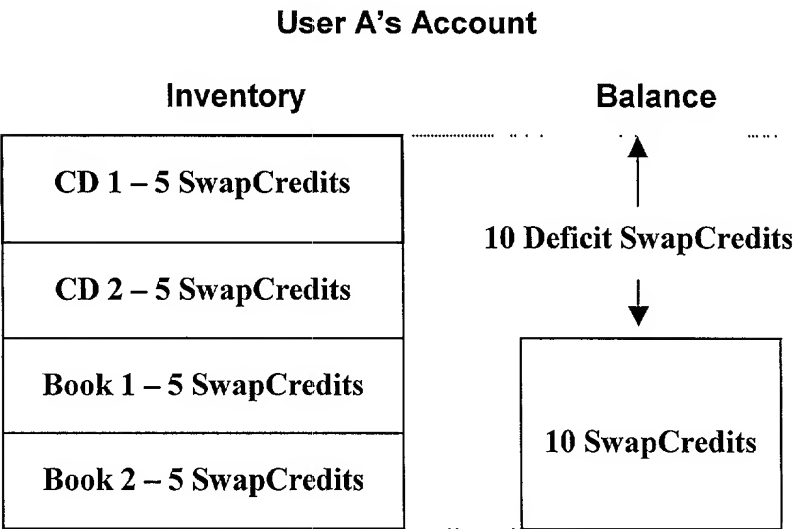 User A's Account
Inventory
Balance
CD 1 – 5 SwapCredits
CD 2 – 5 SwapCredits
Book 1 – 5 SwapCredits
Book 2 – 5 SwapCredits
10 Deficit SwapCredits
10 SwapCredits